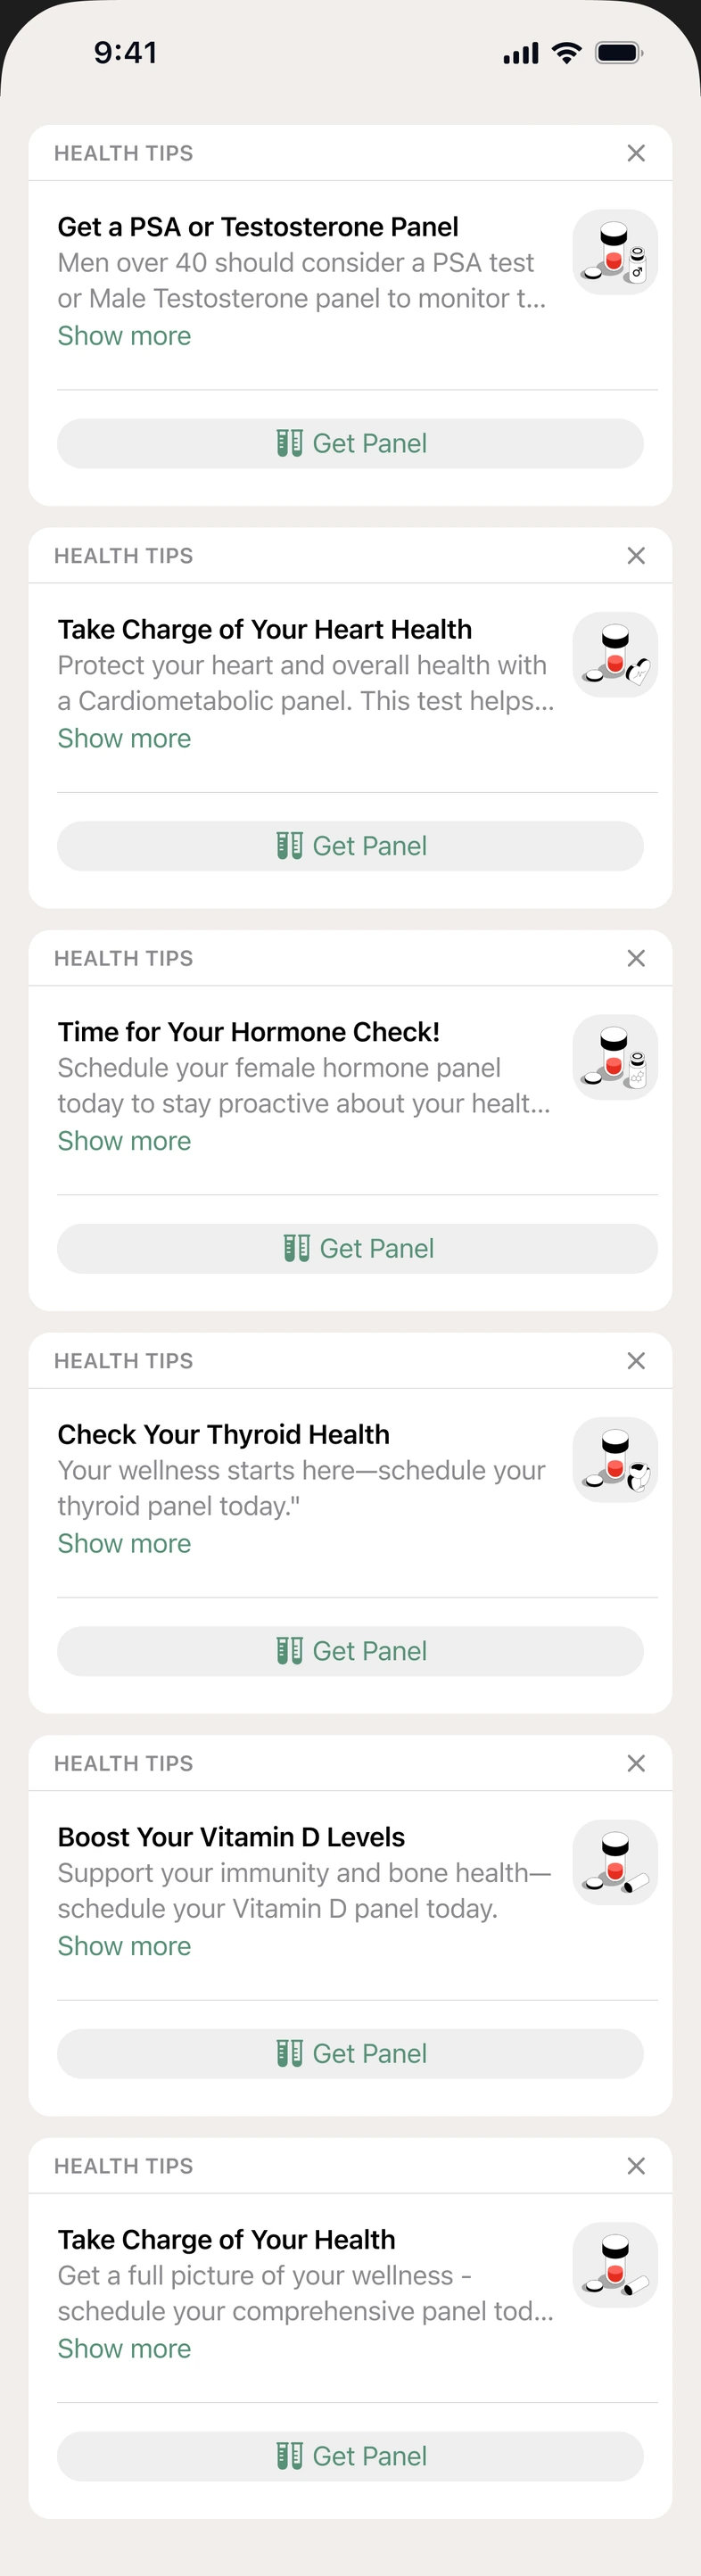 9:41
HEALTH TIPS
Get a PSA or Testosterone Panel
Men over 40 should consider a PSA test
or Male Testosterone panel to monitor t...
Show more
Get Panel
HEALTH TIPS
Take Charge of Your Heart Health
Protect your heart and overall health with
a Cardiometabolic panel. This test helps...
Show more
Get Panel
HEALTH TIPS
Time for Your Hormone Check!
Schedule your female hormone panel
today to stay proactive about your healt...
Show more
Get Panel
HEALTH TIPS
Check Your Thyroid Health
Your wellness starts here—schedule your
thyroid panel today."
Show more
Get Panel
HEALTH TIPS
Boost Your Vitamin D Levels
Support your immunity and bone health—
schedule your Vitamin D panel today.
Show more
Get Panel
HEALTH TIPS
Take Charge of Your Health
Get a full picture of your wellness -
schedule your comprehensive panel tod...
Show more
Get Panel